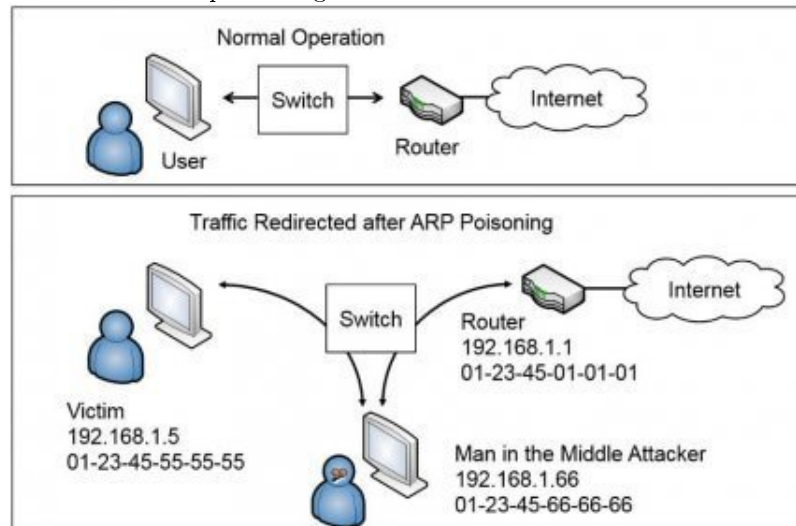 Normal Operation
Switch
Internet
User
Router
Traffic Redirected after ARP Poisoning
Switch
Internet
Router
192.168.1.1
01-23-45-01-01-01
Victim
192.168.1.5
01-23-45-55-55-55
Man in the Middle Attacker
192.168.1.66
01-23-45-66-66-66